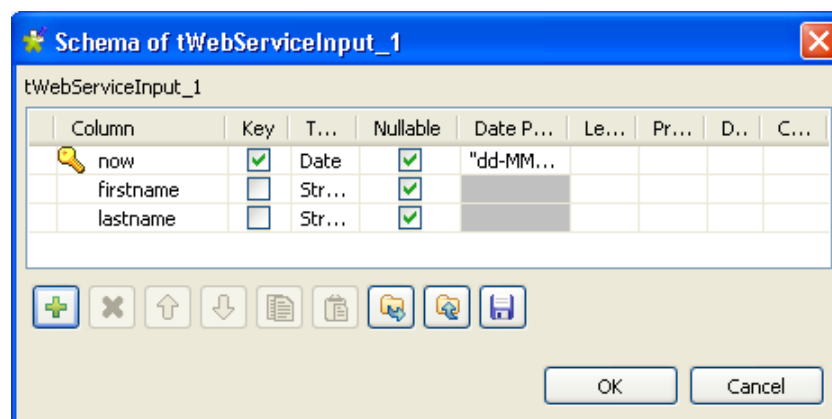 Schema of tWebServiceInput_1
tWebServiceInput_1
Column Key T... Nullable Date P... Le... Pr... D.. C...
now Date "dd-MM...
firstname Str...
lastname Str...
OK Cancel